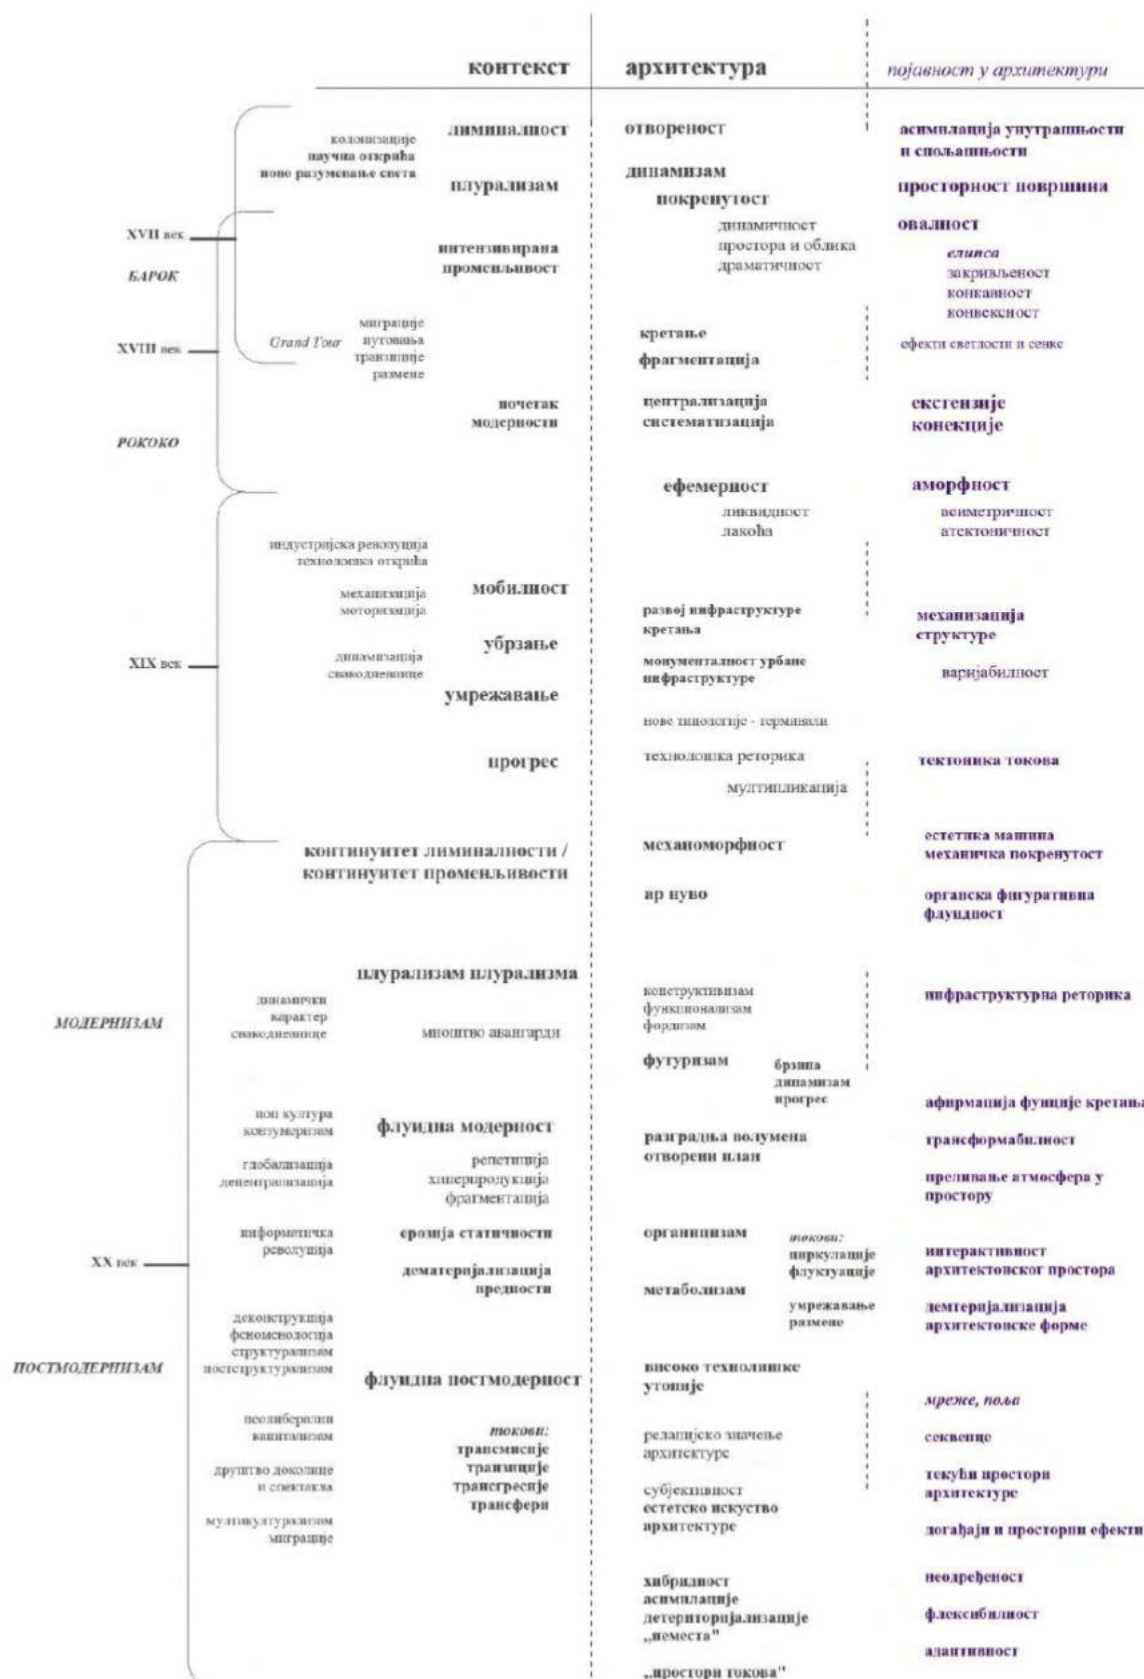 контекст
архитектура
појавност у архитектури
лиминалност
отвореност
асимилација унутрашњости
и спољашњости
колонизације
научна открића
ново разумевање света
плурализам
динамизам
покренутост
просторност површина
динамичност
простора и облика
драматичност
овалност
елипса
закривљеност
конкавност
конвексност
XVII век
интензивирана
променљивост
БАРОК
XVIII век
Grand Tour
миграције
путовања
транзиције
размене
кретање
фрагментација
ефекти светлости и сенке
почетак
модерности
централизација
систематизација
екстензије
конекције
РОКОКО
ефемерност
ликвидност
лакоћа
аморфност
асиметричност
атектоничност
индустријска револуција
технолошка открића
мобилност
механизација
моторизација
развој инфраструктуре
кретања
механизација
структуре
убрзање
XIX век
динамизација
свакодневнице
монументалност урбане
инфраструктуре
варијабилност
умрежавање
нове типологије - терминали
прогрес
технолошка реторика
мултипликација
тектоника токова
континуитет лиминалности /
континуитет променљивости
механоморфност
естетика машина
механичка покренутост
ар нуво
органска фигуративна
флуидност
плурализам плурализма
МОДЕРНИЗАМ
динамички
карактер
свакодневнице
мноштво авангарди
конструктивизам
функционализам
фордизам
инфраструктурна реторика
футуризам
брзина
динамизам
прогрес
афирмација фунције кретања
поп култура
конзумеризам
флуидна модерност
разградња волумена
отворени план
трансформабилност
глобализација
децентрализација
репетиција
хиперпродукција
фрагментација
преливање атмосфера у
простору
информатичка
револуција
ерозија статичности
органицизам
токови:
циркулације
флуктуације
интерактивност
архитектовског простора
XX век
дематеријализација
вредности
метаболизам
умрежавање
размене
демтеријализација
архитектовске форме
деконструкција
феноменологија
структурализам
постструктурализам
ПОСТМОДЕРНИЗАМ
флуидна постмодерност
високо технолишке
утопије
мреже, поља
неолиберални
капитализам
токови:
трансмисије
транзиције
трансгресије
трансфери
релацијско значење
архитектуре
секвенце
друштво доколице
и спектакла
субјективност
естетско искуство
архитектуре
текући простори
архитектуре
мултикултурализам
миграције
догађаји и просторни ефекти
хибридност
асимилације
детериторијализације
„неместа"
неодређеност
флексибилност
адаптивност
„простори токова"